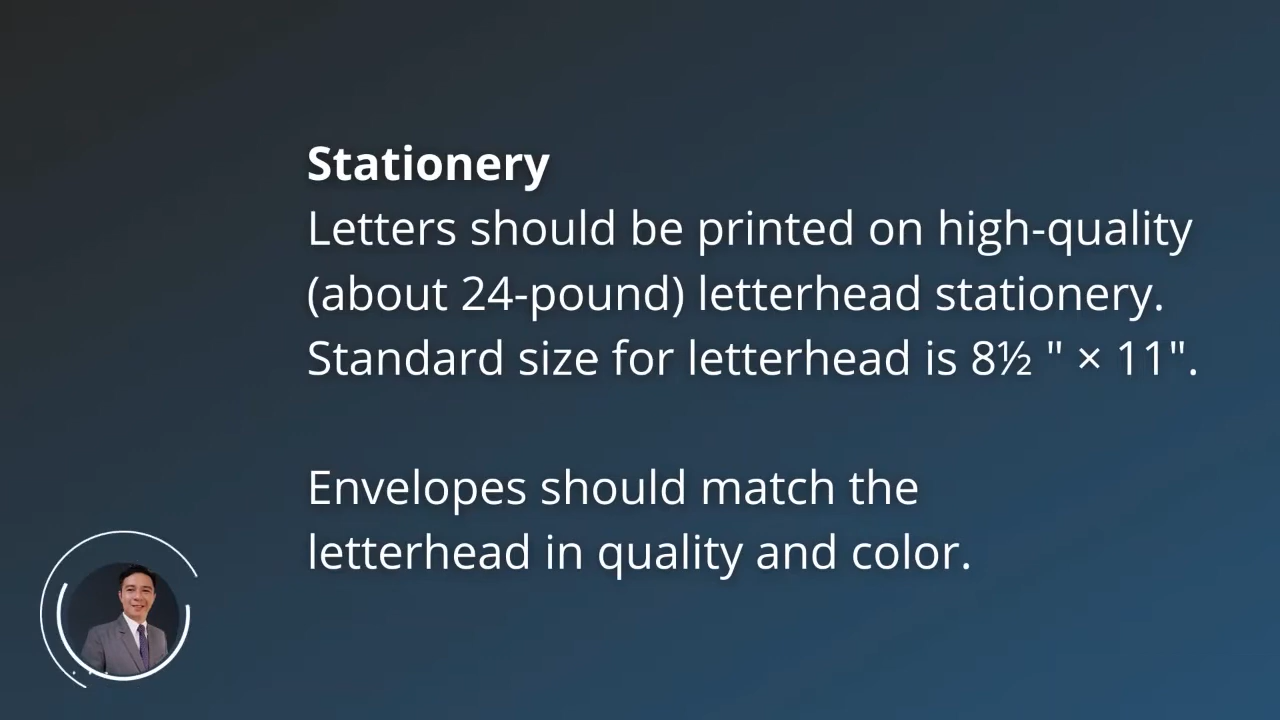 Stationery
Letters should be printed on high-quality
(about 24-pound) letterhead stationery.
Standard size for letterhead is 8½ " × 11".
Envelopes should match the
letterhead in quality and color.